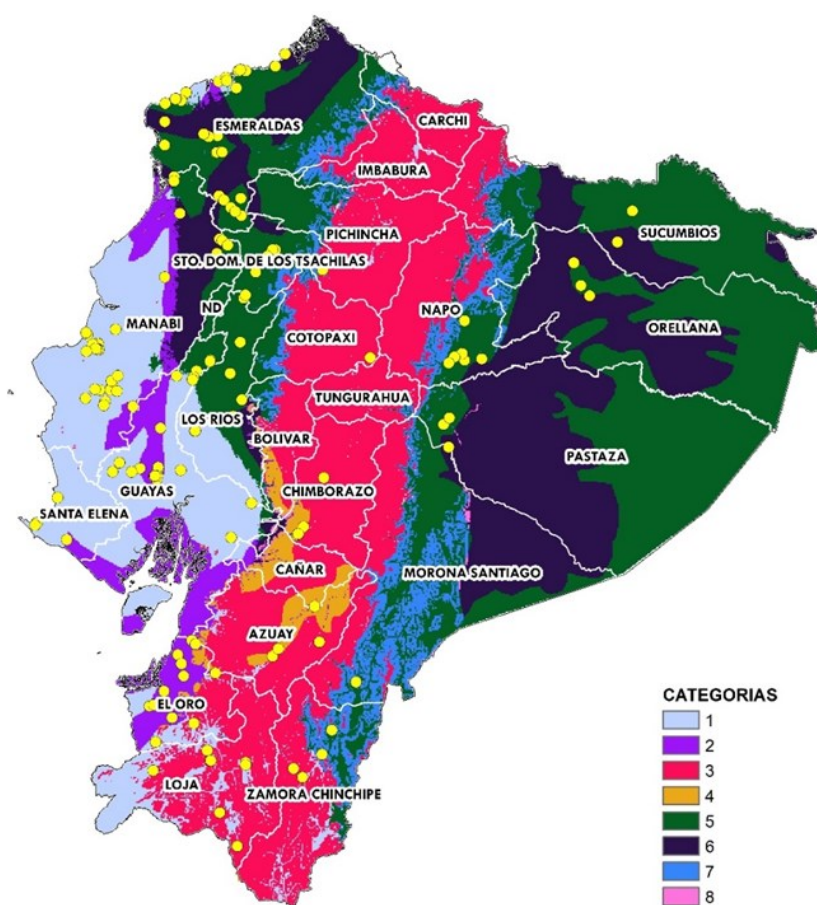 CARCHI
ESMERALDAS
IMBABURA
SUCUMBIOS
PICHINCHA
STO. DOM. DE LOS TSACHILAS
ND
NAPO
MANABI
ORELLANA
COTOPAXI
TUNGURAHUA
LOS RIOS
BOLIVAR
PASTAZA
CHIMBORAZO
GUAYAS
SANTA ELENA
CAÑAR
MORONA SANTIAGO
AZUAY
EL ORO
LOJA
ZAMORA CHINCHIPE
CATEGORIAS
1
2
3
4
5
6
7
8